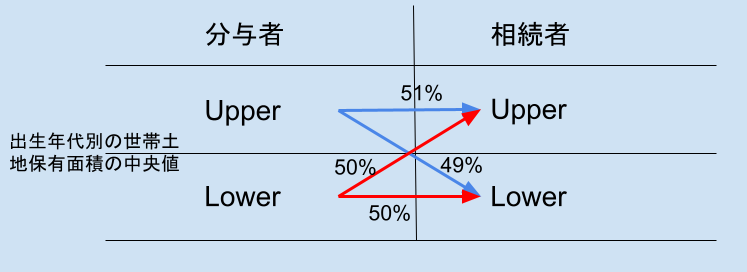 分与者 相続者
51%
Upper Upper
出生年代別の世帯土
地保有面積の中央値
50% 49%
Lower Lower
50%